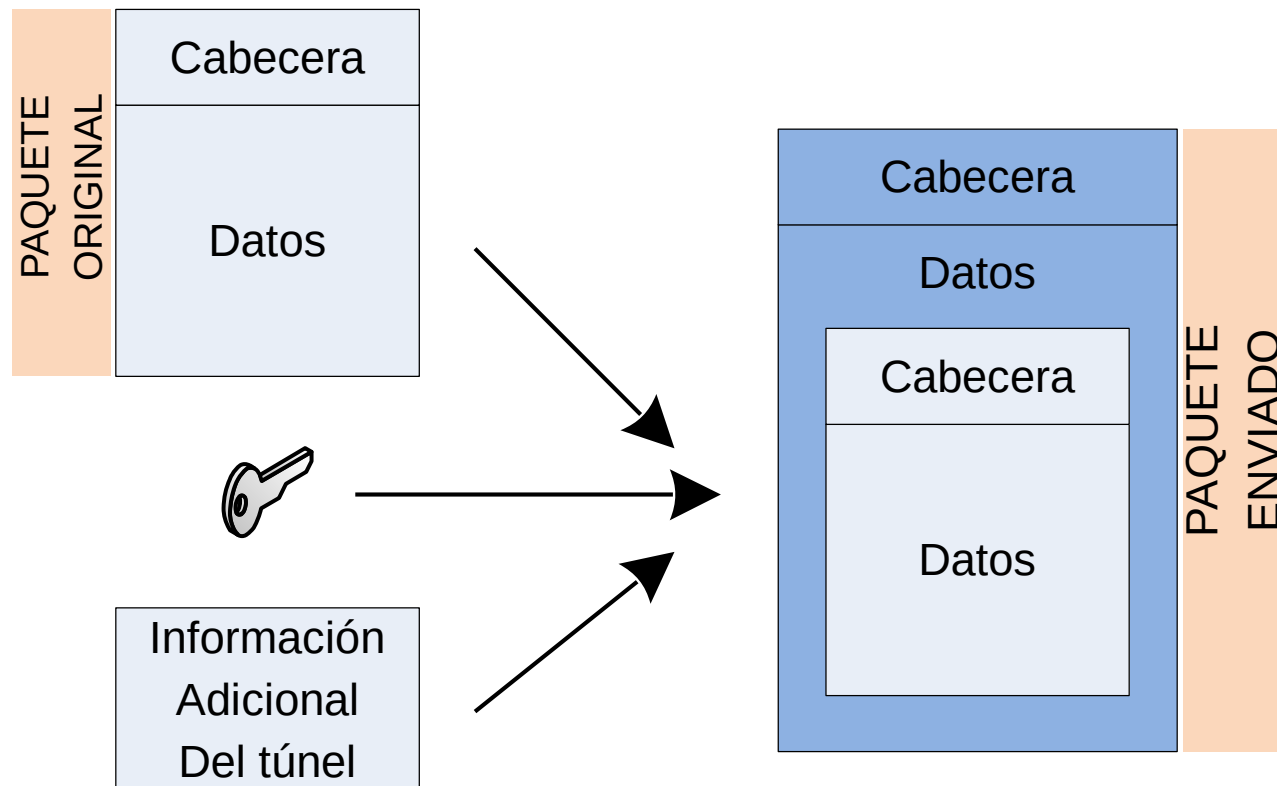 PAQUETE
ORIGINAL
Cabecera
Datos
Información
Adicional
Del túnel
Cabecera
Datos
Cabecera
Datos
PAQUETE
ENVIADO